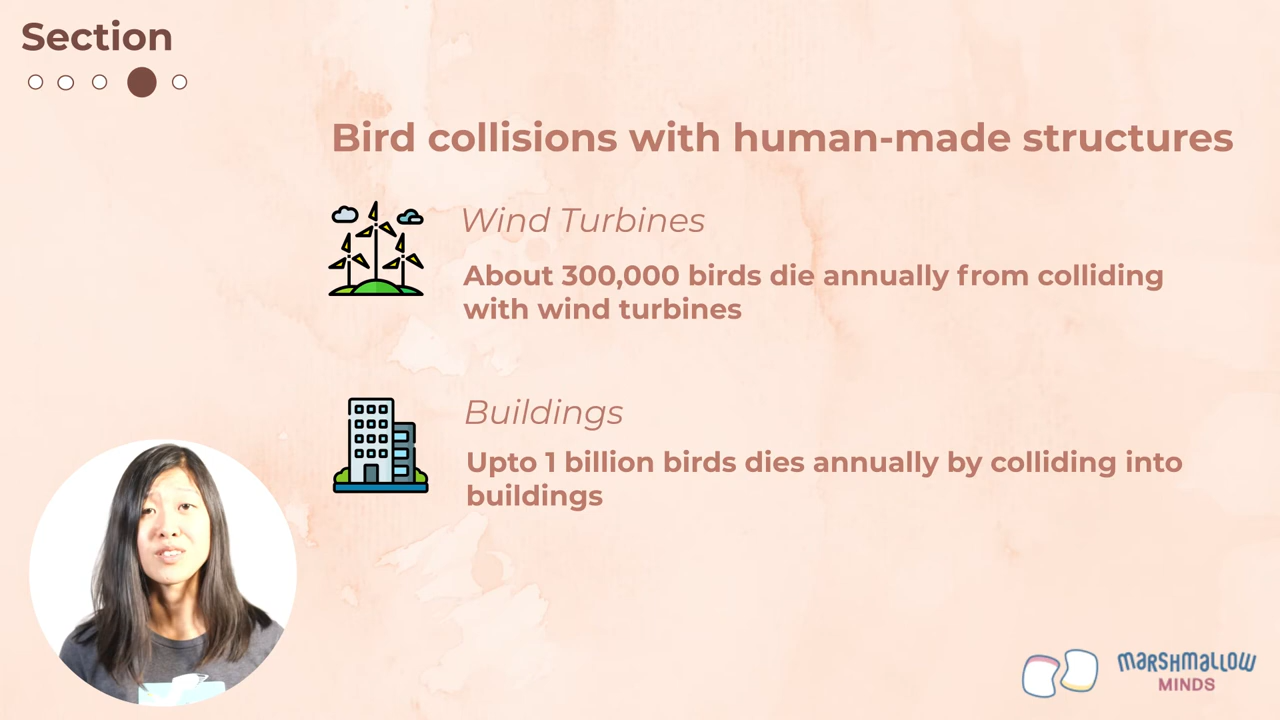 Section
Bird collisions with human-made structures
Wind Turbines
About 300,000 birds die annually from colliding
with wind turbines
Buildings
Upto 1 billion birds dies annually by colliding into
buildings
MARSHMALLOW
MINDS